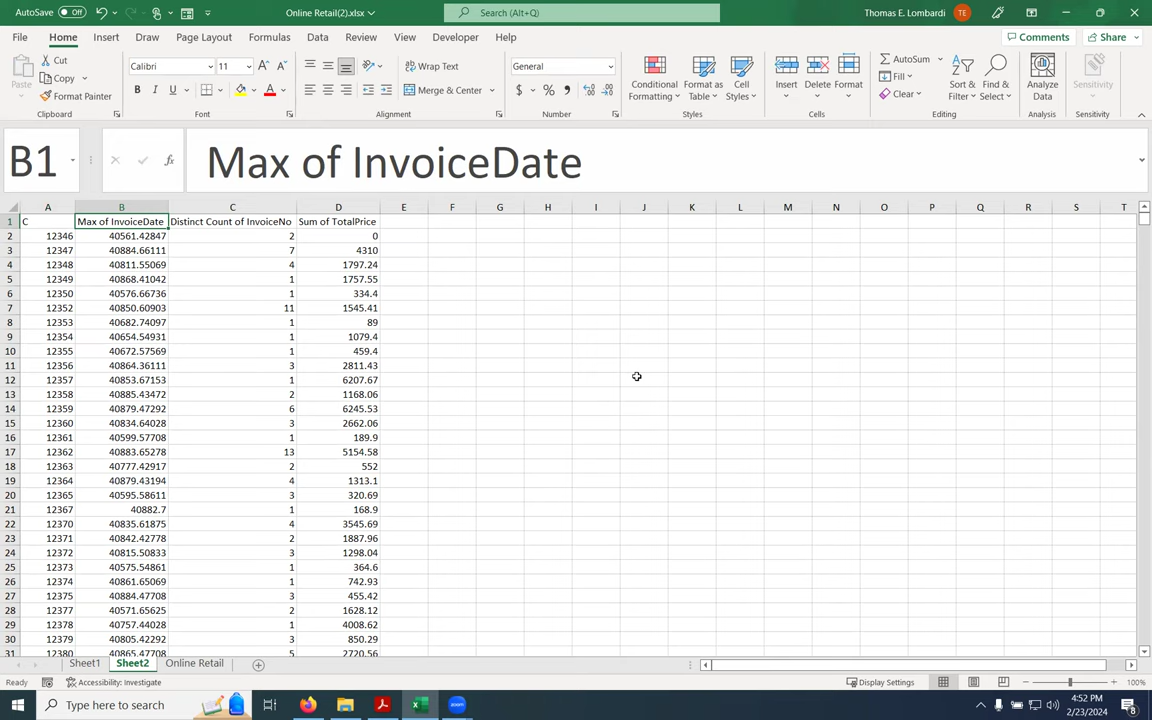 AutoSave Off Online Retail(2).xlsx Search (Alt+Q) Thomas E. Lombardi TE
File Home Insert Draw Page Layout Formulas Data Review View Developer Help Comments Share
Paste Cut Copy Format Painter Clipboard
Calibri 11 Font
Wrap Text Merge & Center Alignment
General Number
Conditional Formatting Format as Table Cell Styles Styles
Insert Delete Format Cells
AutoSum Fill Clear Sort & Filter Find & Select Editing
Analyze Data Analysis
Sensitivity Sensitivity
B1 fx Max of InvoiceDate
A B C D E F G H I J K L M N O P Q R S T
1 C Max of InvoiceDate Distinct Count of InvoiceNo Sum of TotalPrice
2 12346 40561.42847 2 0
3 12347 40884.66111 7 4310
4 12348 40811.55069 4 1797.24
5 12349 40868.41042 1 1757.55
6 12350 40576.66736 1 334.4
7 12352 40850.60903 11 1545.41
8 12353 40682.74097 1 89
9 12354 40654.54931 1 1079.4
10 12355 40672.57569 1 459.4
11 12356 40864.36111 3 2811.43
12 12357 40853.67153 1 6207.67
13 12358 40885.43472 2 1168.06
14 12359 40879.47292 6 6245.53
15 12360 40834.64028 3 2662.06
16 12361 40599.57708 1 189.9
17 12362 40883.65278 13 5154.58
18 12363 40777.42917 2 552
19 12364 40879.43194 4 1313.1
20 12365 40595.58611 3 320.69
21 12367 40882.7 1 168.9
22 12370 40835.61875 4 3545.69
23 12371 40842.42778 2 1887.96
24 12372 40815.50833 3 1298.04
25 12373 40575.54861 1 364.6
26 12374 40861.65069 1 742.93
27 12375 40884.47708 3 455.42
28 12377 40571.65625 2 1628.12
29 12378 40757.44028 1 4008.62
30 12379 40805.42292 3 850.29
31 12380 40865.47708 5 2720.56
Sheet1 Sheet2 Online Retail
Ready Accessibility: Investigate Display Settings 100%
Type here to search 4:52 PM
2/23/2024 8